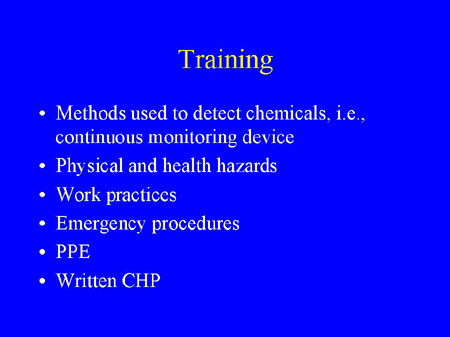 Training
• Methods used to detect chemicals, i.e.,
continuous monitoring device
• Physical and health hazards
• Work practices
• Emergency procedures
• PPE
• Written CHP